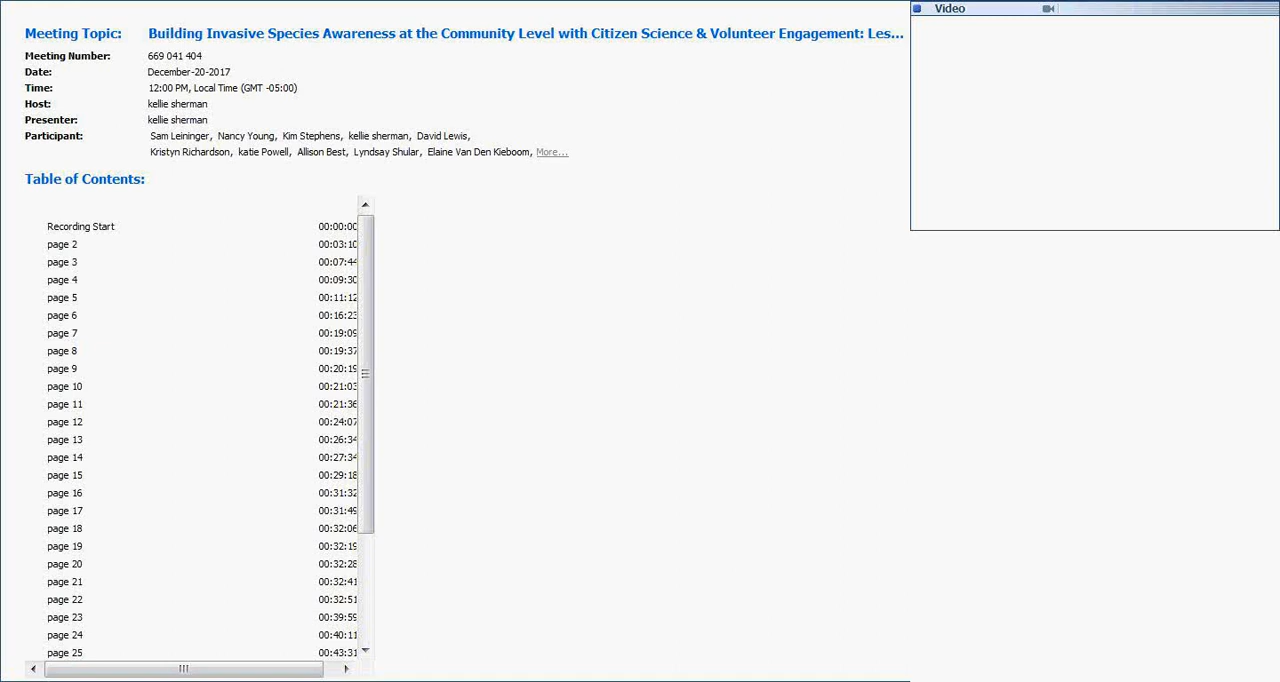 Meeting Topic: Building Invasive Species Awareness at the Community Level with Citizen Science & Volunteer Engagement: Les...
Meeting Number: 669 041 404
Date: December-20-2017
Time: 12:00 PM, Local Time (GMT -05:00)
Host: kellie sherman
Presenter: kellie sherman
Participant: Sam Leininger, Nancy Young, Kim Stephens, kellie sherman, David Lewis,
Kristyn Richardson, katie Powell, Allison Best, Lyndsay Shular, Elaine Van Den Kieboom, More...
Table of Contents:
Recording Start 00:00:00
page 2 00:03:10
page 3 00:07:44
page 4 00:09:30
page 5 00:11:12
page 6 00:16:23
page 7 00:19:09
page 8 00:19:37
page 9 00:20:19
page 10 00:21:03
page 11 00:21:36
page 12 00:24:07
page 13 00:26:34
page 14 00:27:34
page 15 00:29:18
page 16 00:31:32
page 17 00:31:49
page 18 00:32:06
page 19 00:32:19
page 20 00:32:28
page 21 00:32:41
page 22 00:32:51
page 23 00:39:59
page 24 00:40:11
page 25 00:43:31
Video